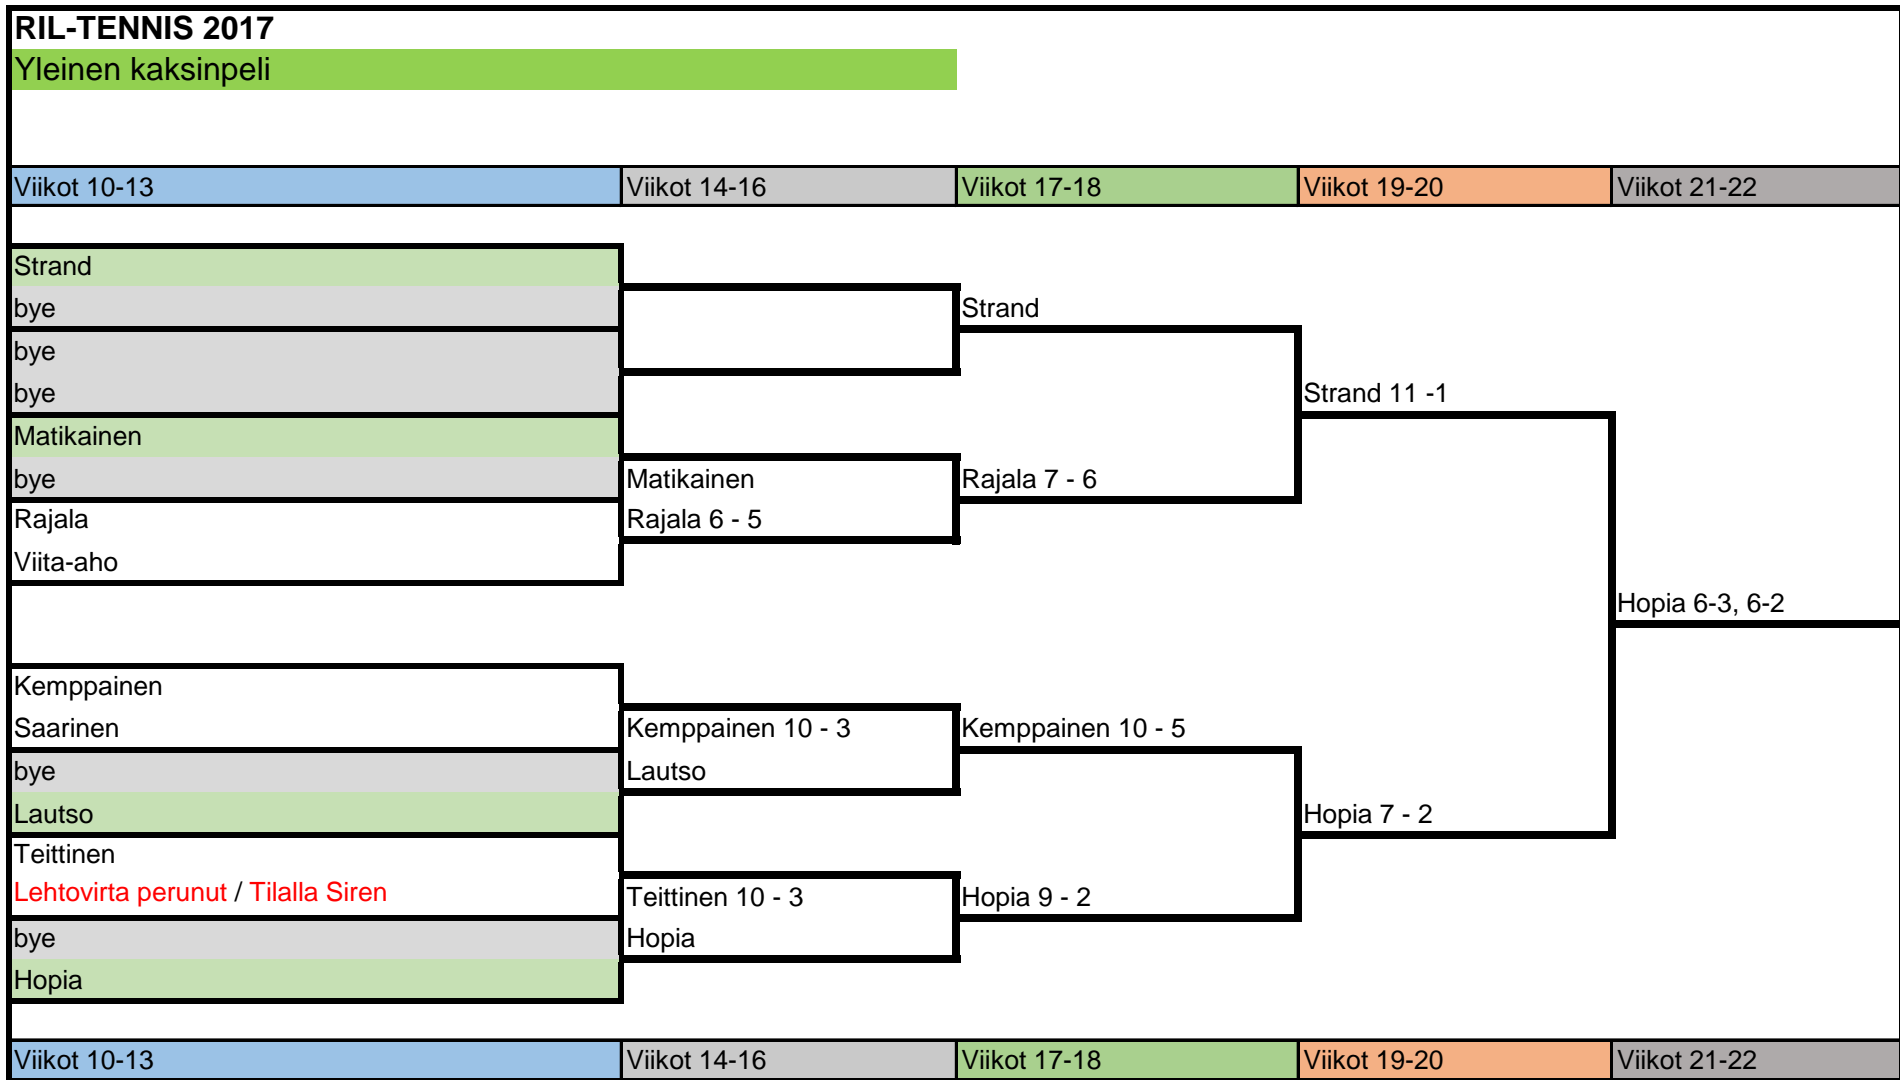 RIL-TENNIS 2017
Yleinen kaksinpeli
Viikot 10-13 Viikot 14-16 Viikot 17-18 Viikot 19-20 Viikot 21-22
Strand
bye Strand
bye
bye Strand 11 -1
Matikainen
bye Matikainen Rajala 7 - 6
Rajala Rajala 6 - 5
Viita-aho
Hopia 6-3, 6-2
Kemppainen
Saarinen Kemppainen 10 - 3 Kemppainen 10 - 5
bye Lautso
Lautso Hopia 7 - 2
Teittinen
Lehtovirta perunut / Tilalla Siren Teittinen 10 - 3 Hopia 9 - 2
bye Hopia
Hopia
Viikot 10-13 Viikot 14-16 Viikot 17-18 Viikot 19-20 Viikot 21-22